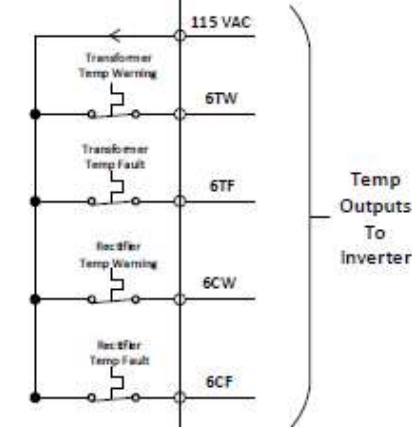 115 VAC
Transformer
Temp Warning
6TW
Transformer
Temp Fault
6TF
Temp
Outputs
To
Inverter
Rectifier
Temp Warning
6CW
Rectifier
Temp Fault
6CF